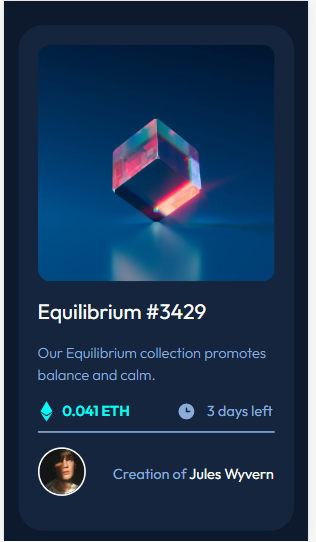 Equilibrium #3429
Our Equilibrium collection promotes
balance and calm.
0.041 ETH 3 days left
Creation of Jules Wyvern